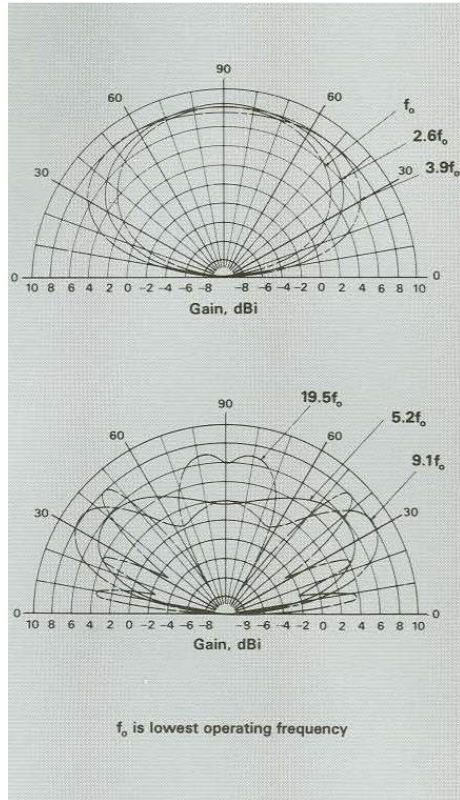 90
60
60
f₀
2.6f₀
30
30
3.9f₀
0
0
10 8 6 4 2 0 -2 -4 -6 -8 -8 -6 -4 -2 0 2 4 6 8 10
Gain, dBi
19.5f₀
90
5.2f₀
60
60
9.1f₀
30
30
0
0
10 8 6 4 2 0 -2 -4 -6 -8 -9 -6 -4 -2 0 2 4 6 8 10
Gain, dBi
f₀ is lowest operating frequency